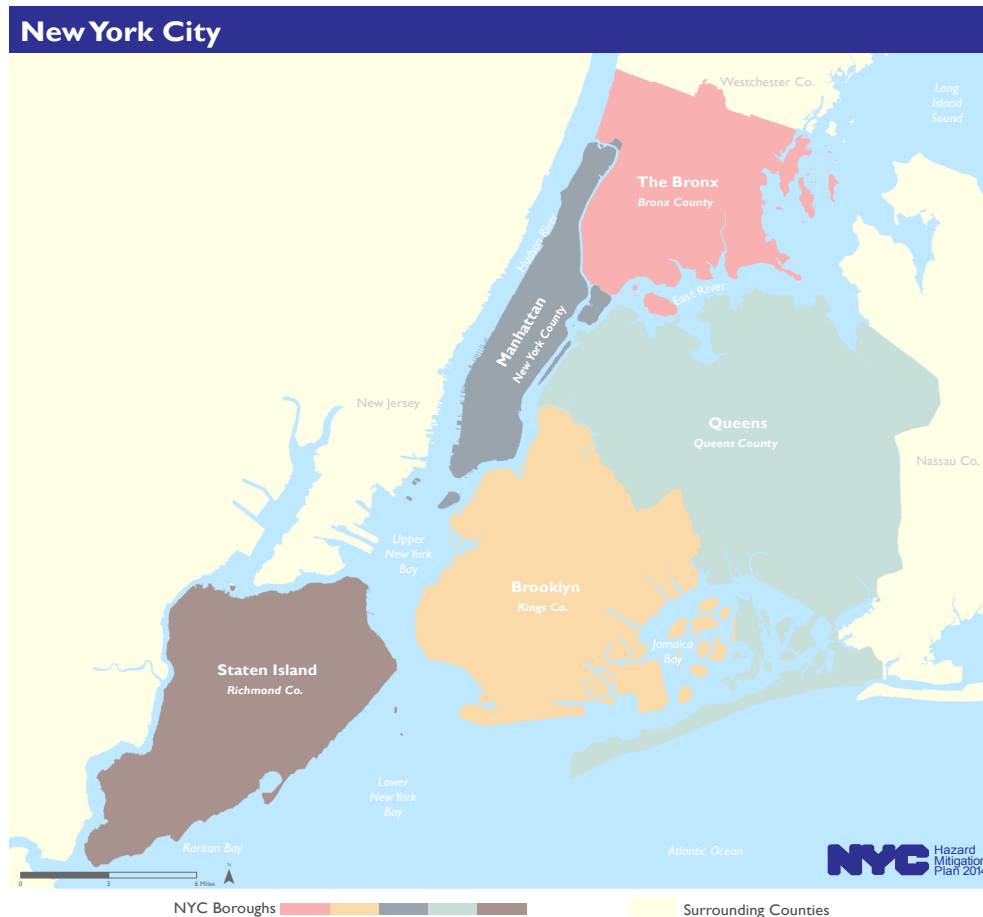 New York City
Westchester Co.
Long
Island
Sound
The Bronx
Bronx County
Hudson River
East River
Manhattan
New York County
New Jersey
Queens
Queens County
Nassau Co.
Upper
New York
Bay
Brooklyn
Kings Co.
Jamaica
Bay
Staten Island
Richmond Co.
Lower
New York
Bay
Raritan Bay
Atlantic Ocean
N
0 3 6 Miles
NYC
Hazard
Mitigation
Plan 2014
NYC Boroughs
Surrounding Counties